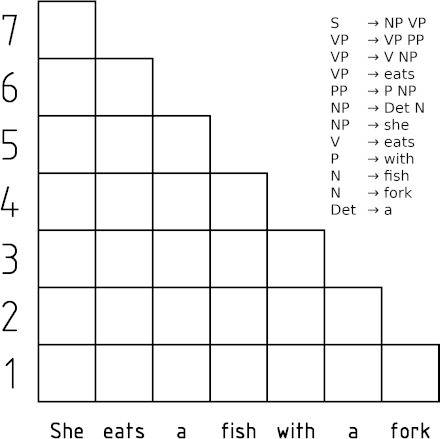 7
6
5
4
3
2
1
S → NP VP
VP → VP PP
VP → V NP
VP → eats
PP → P NP
NP → Det N
NP → she
V → eats
P → with
N → fish
N → fork
Det → a
She eats a fish with a fork